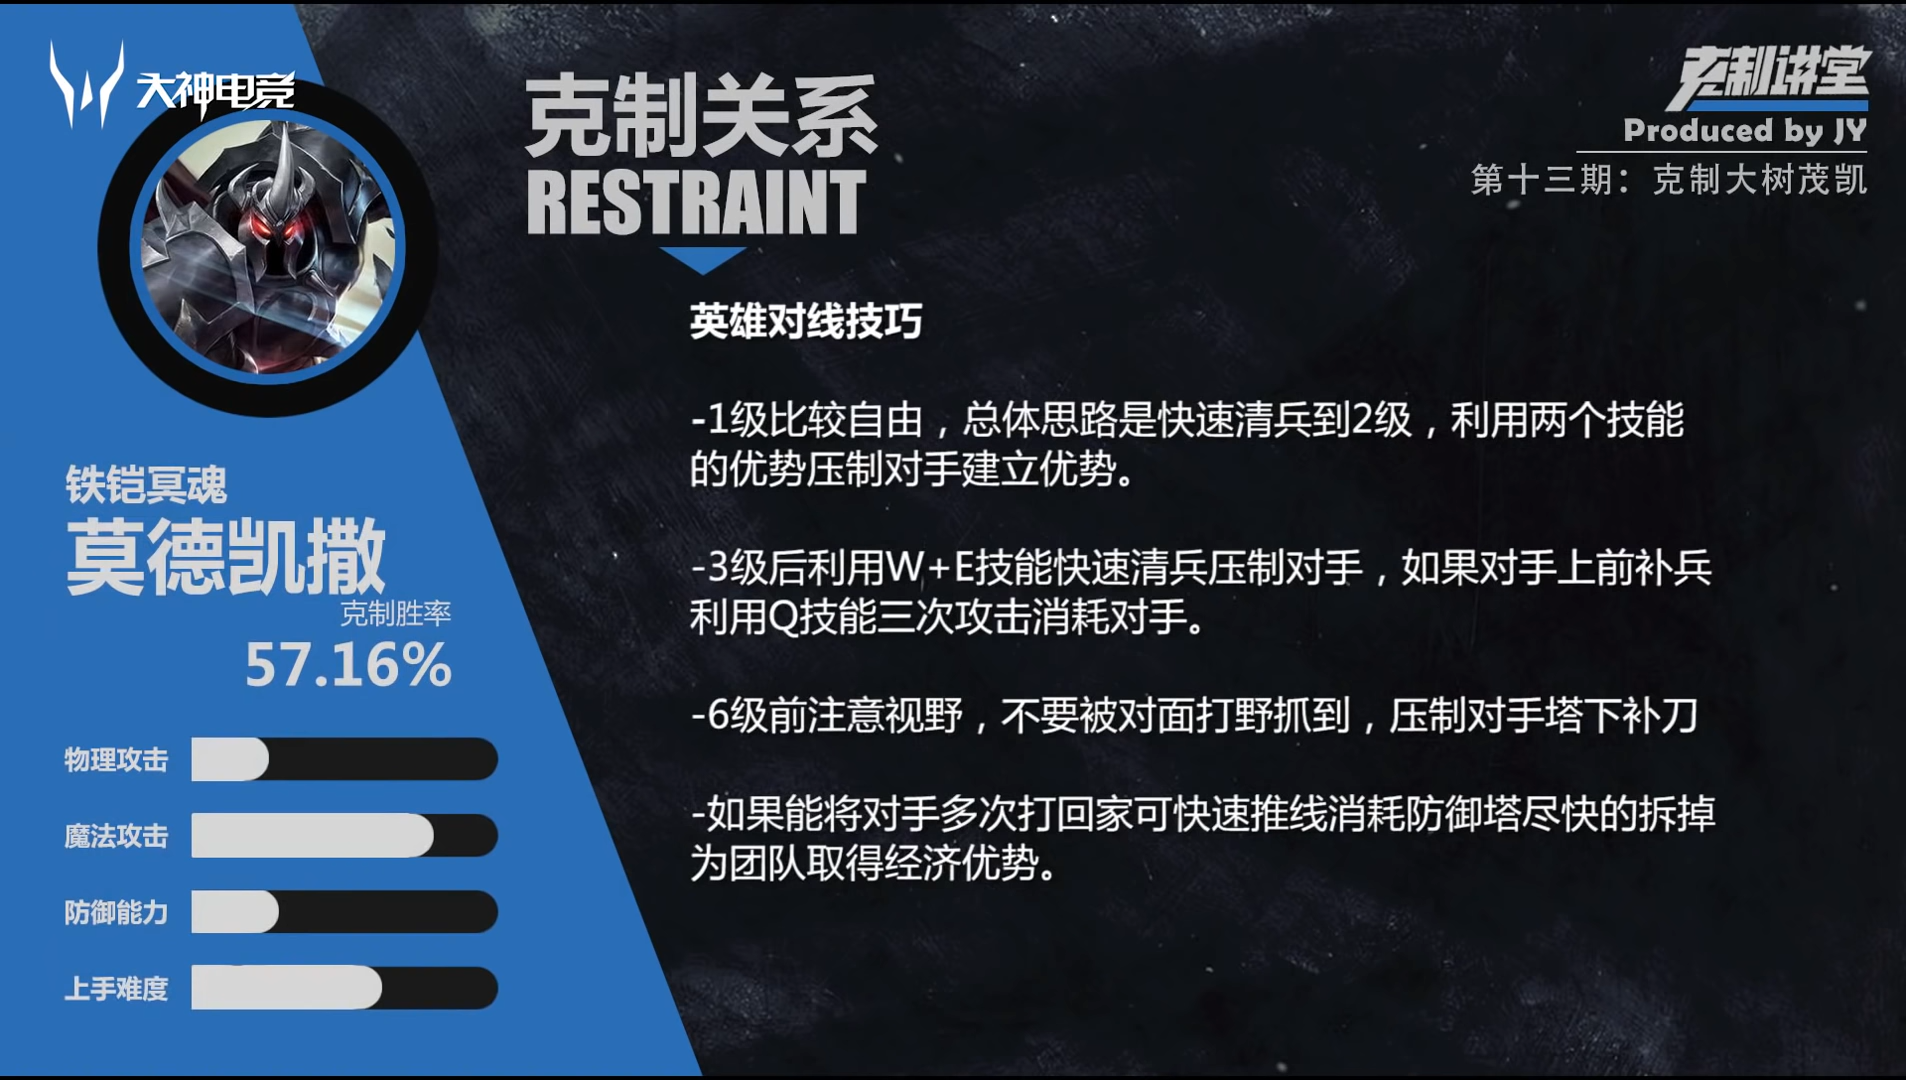 大神电竞
克制关系
RESTRAINT
克制讲堂
Produced by JY
第十三期：克制大树茂凯
铁铠冥魂
莫德凯撒
克制胜率
57.16%
物理攻击
魔法攻击
防御能力
上手难度
英雄对线技巧
-1级比较自由，总体思路是快速清兵到2级，利用两个技能
的优势压制对手建立优势。
-3级后利用W+E技能快速清兵压制对手，如果对手上前补兵
利用Q技能三次攻击消耗对手。
-6级前注意视野，不要被对面打野抓到，压制对手塔下补刀
-如果能将对手多次打回家可快速推线消耗防御塔尽快的拆掉
为团队取得经济优势。